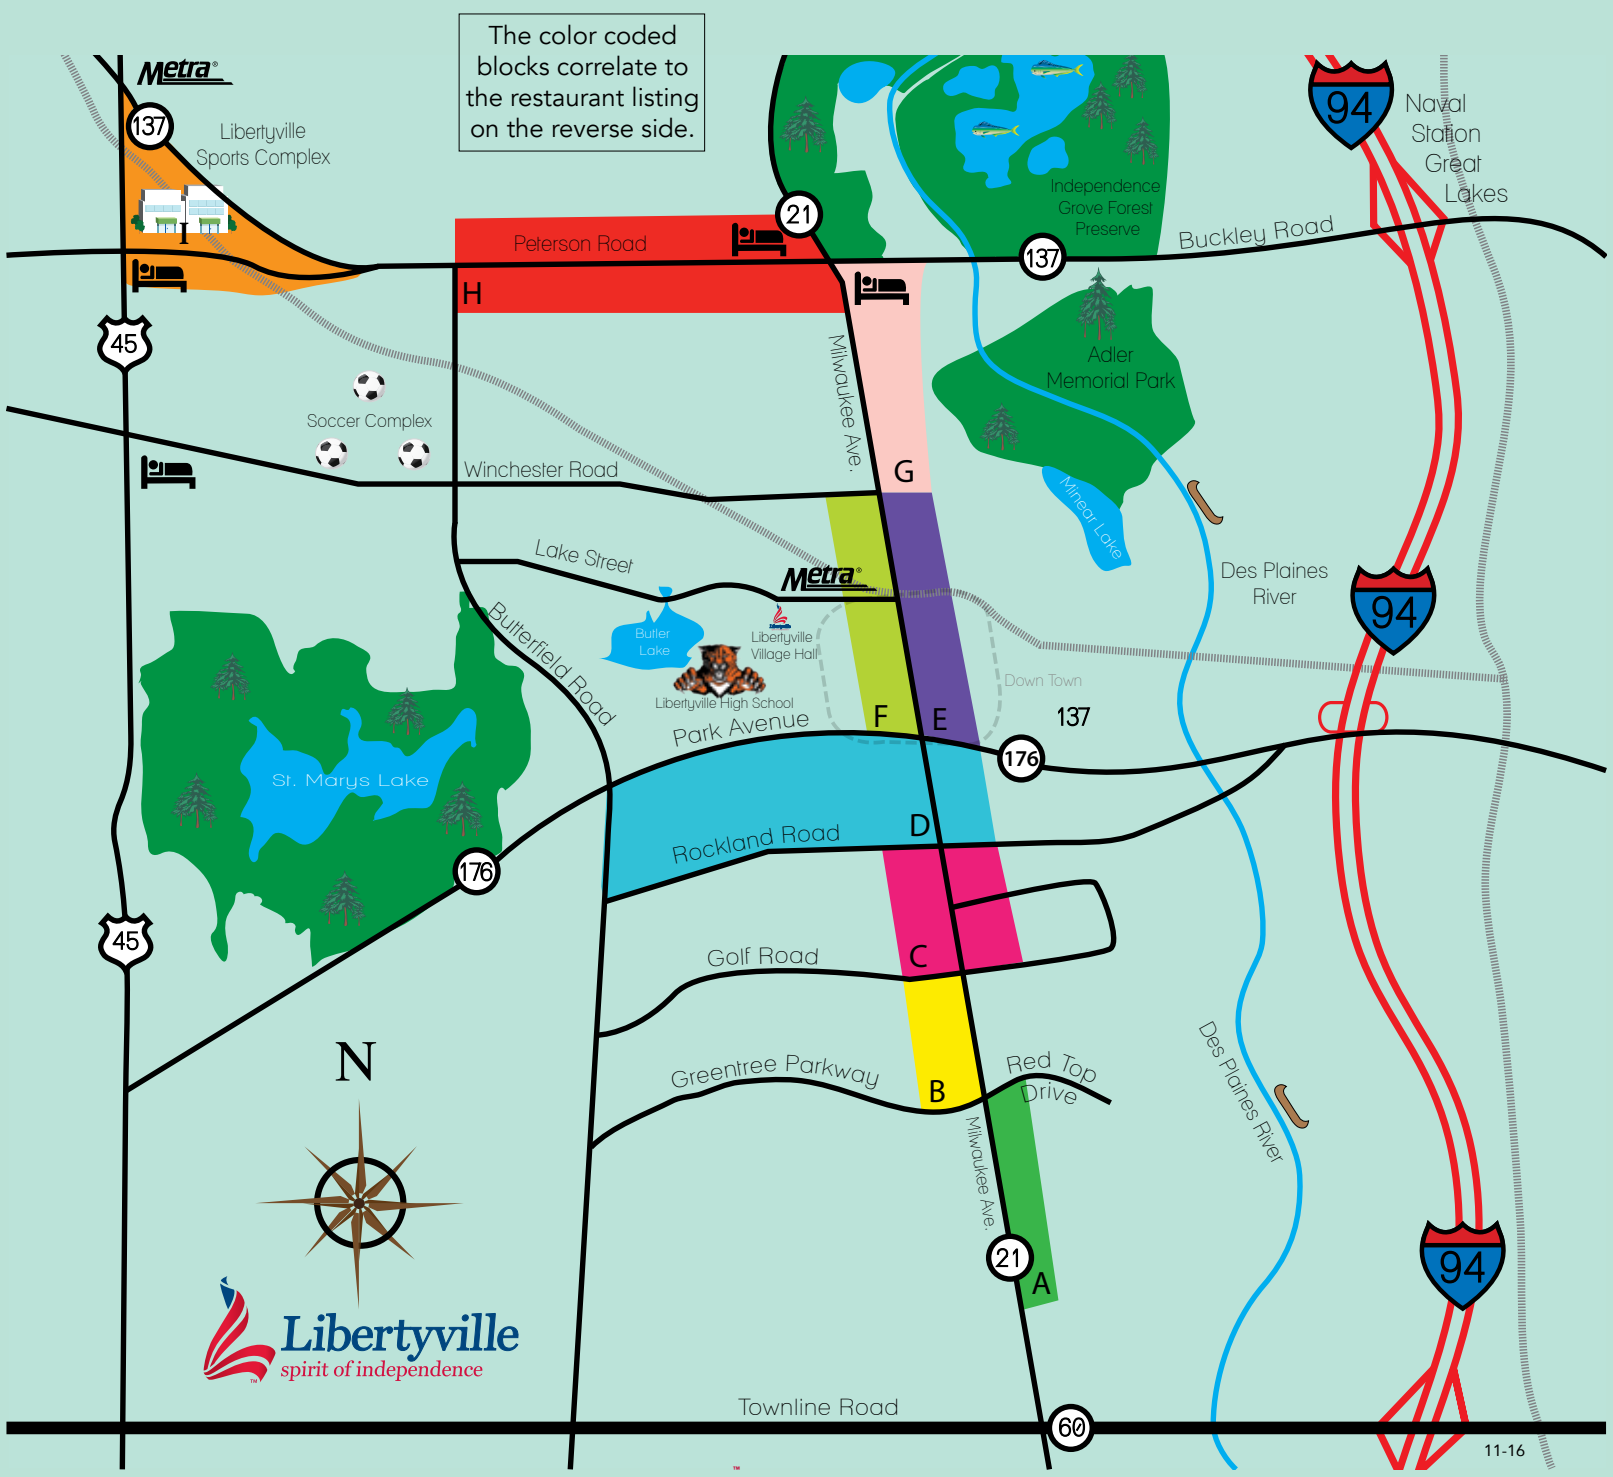 The color coded
blocks correlate to
the restaurant listing
on the reverse side.
Metra®
137
Libertyville
Sports Complex
I
94
Naval
Station
Great
Lakes
21
Independence
Grove Forest
Preserve
137
Buckley Road
Peterson Road
H
45
Milwaukee Ave.
Adler
Memorial Park
Soccer Complex
Winchester Road
G
Minear Lake
Lake Street
Metra®
Des Plaines
River
94
Butterfield Road
Butler
Lake
Libertyville
Libertyville
Village Hall
Libertyville High School
Down Town
Park Avenue
F
E
137
176
St. Marys Lake
D
Rockland Road
176
45
Golf Road
C
Greentree Parkway
B
Red Top
Drive
Des Plaines River
Milwaukee Ave.
N
21
A
94
Libertyville
spirit of independence
™
Townline Road
60
11-16
™